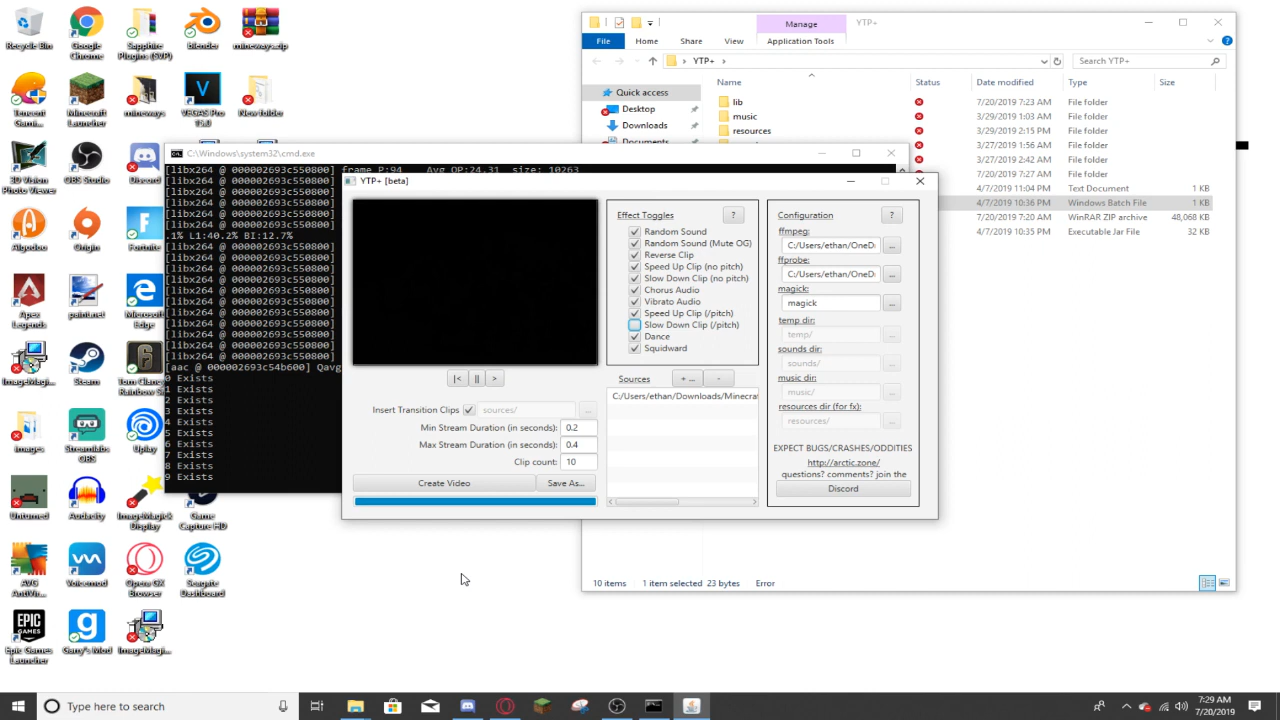 Recycle Bin
Google Chrome
Sapphire Plugins (SVP)
blender
mineways.zip
Tencent Gami...
Minecraft Launcher
mineways
VEGAS Pro 15.0
New folder
3D Vision Photo Viewer
OBS Studio
Discord
Algodoo
Origin
Fortnite
Apex Legends
paint.net
Microsoft Edge
ImageMagi...
Steam
Tom Clancy Rainbow Si...
images
Streamlabs OBS
Uplay
Unturned
Audacity
ImageMagick Display
Game Capture HD
AVG AntiVir...
Voicemod
Opera GX Browser
Seagate Dashboard
Epic Games Launcher
Garry's Mod
ImageMagi...
Manage
YTP+
File
Home
Share
View
Application Tools
YTP+
Search YTP+
Quick access
Desktop
Downloads
Documents
Name
Status
Date modified
Type
Size
lib
7/20/2019 7:23 AM
File folder
music
3/29/2019 1:03 AM
File folder
resources
3/29/2019 2:15 PM
File folder
3/27/2019 1:56 AM
File folder
3/27/2019 2:42 AM
File folder
7/20/2019 7:27 AM
File folder
4/7/2019 11:04 PM
Text Document
1 KB
4/7/2019 10:36 PM
Windows Batch File
1 KB
7/20/2019 7:20 AM
WinRAR ZIP archive
48,068 KB
4/7/2019 10:35 PM
Executable Jar File
32 KB
10 items
1 item selected
23 bytes
Error
C:\Windows\system32\cmd.exe
[libx264 @ 000002693c550800] frame P:94 Avg QP:24.31 size: 10263
[libx264 @ 000002693c550800]
[libx264 @ 000002693c550800]
[libx264 @ 000002693c550800]
[libx264 @ 000002693c550800]
[libx264 @ 000002693c550800]
.1% L1:40.2% BI:12.7%
[libx264 @ 000002693c550800]
[libx264 @ 000002693c550800]
[libx264 @ 000002693c550800]
[libx264 @ 000002693c550800]
[libx264 @ 000002693c550800]
[libx264 @ 000002693c550800]
[libx264 @ 000002693c550800]
[libx264 @ 000002693c550800]
[libx264 @ 000002693c550800]
[libx264 @ 000002693c550800]
[libx264 @ 000002693c550800]
[aac @ 000002693c54b600] Qavg
0 Exists
1 Exists
2 Exists
3 Exists
4 Exists
5 Exists
6 Exists
7 Exists
8 Exists
9 Exists
YTP+ [beta]
|<
||
>
Insert Transition Clips
sources/
...
Min Stream Duration (in seconds):
0.2
Max Stream Duration (in seconds):
0.4
Clip count:
10
Create Video
Save As...
Effect Toggles
?
Random Sound
Random Sound (Mute OG)
Reverse Clip
Speed Up Clip (no pitch)
Slow Down Clip (no pitch)
Chorus Audio
Vibrato Audio
Speed Up Clip (/pitch)
Slow Down Clip (/pitch)
Dance
Squidward
Sources
+ ...
-
C:/Users/ethan/Downloads/Minecraf
Configuration
?
ffmpeg:
C:/Users/ethan/OneD
...
ffprobe:
C:/Users/ethan/OneD
...
magick:
magick
...
temp dir:
temp/
...
sounds dir:
sounds/
...
music dir:
music/
...
resources dir (for fx):
resources/
...
EXPECT BUGS/CRASHES/ODDITIES
http://arctic.zone/
questions? comments? join the
Discord
Type here to search
7:29 AM
7/20/2019